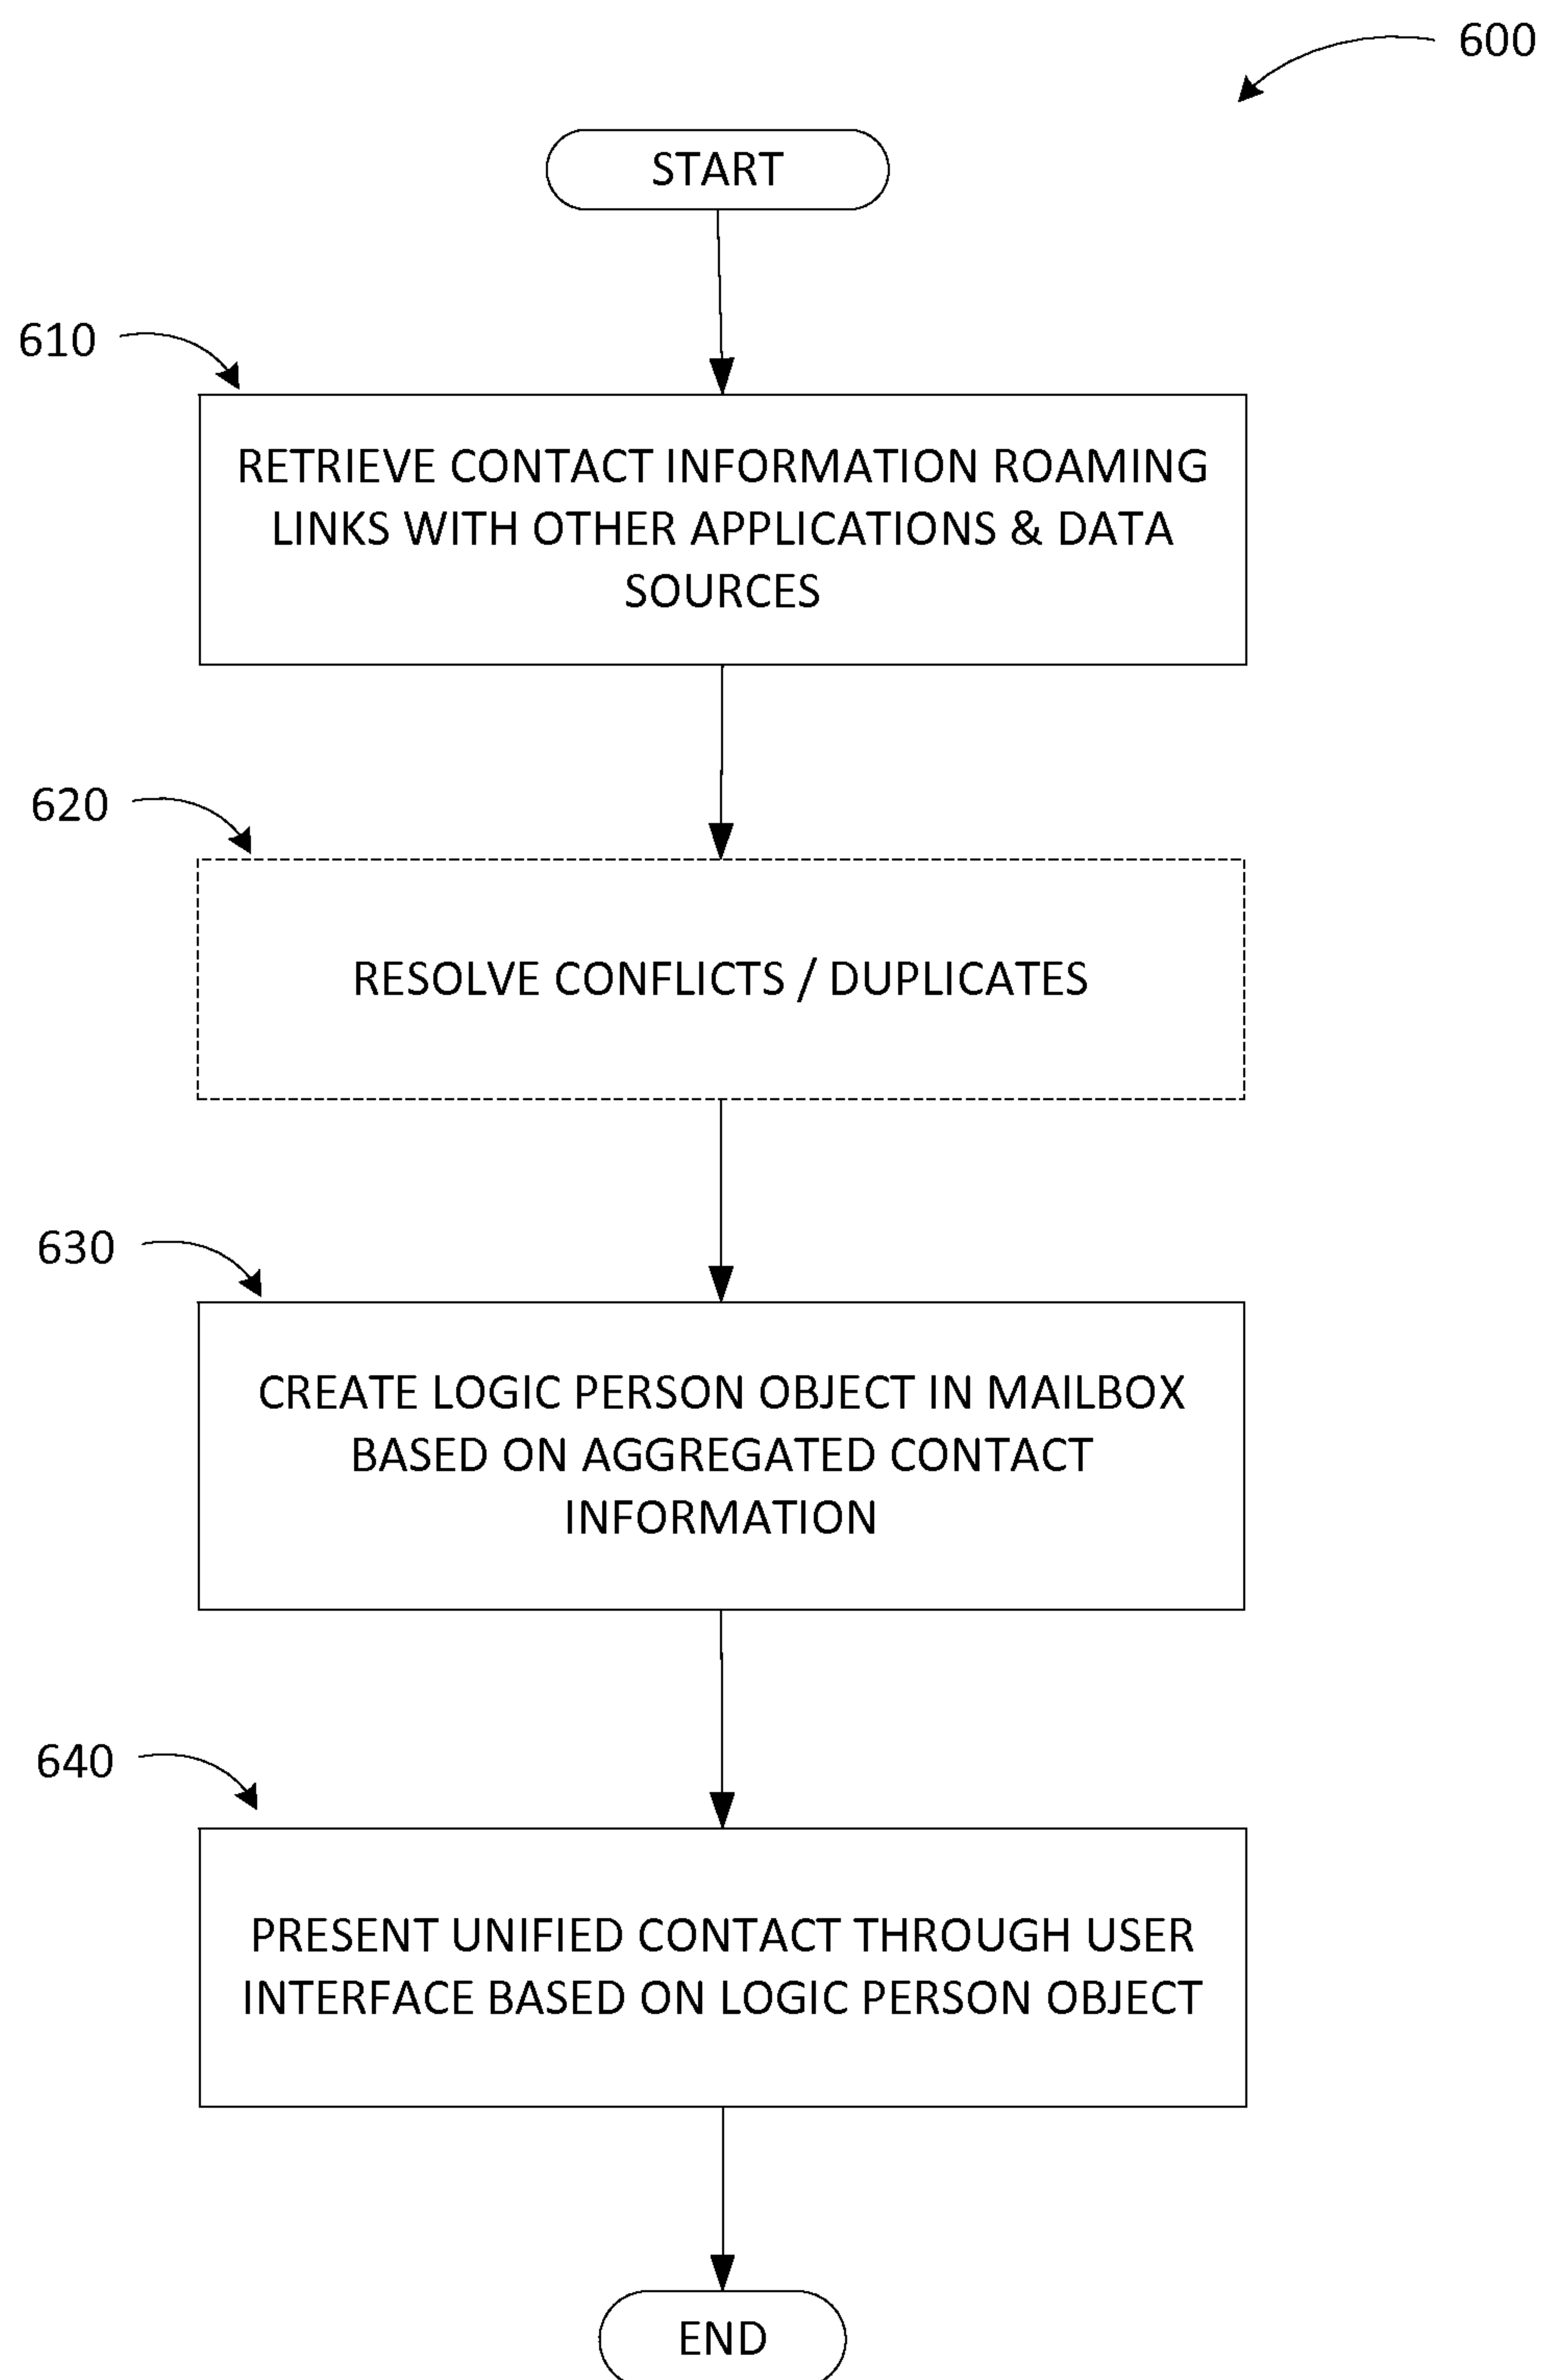 600
START
610
RETRIEVE CONTACT INFORMATION ROAMING
LINKS WITH OTHER APPLICATIONS & DATA
SOURCES
620
RESOLVE CONFLICTS / DUPLICATES
630
CREATE LOGIC PERSON OBJECT IN MAILBOX
BASED ON AGGREGATED CONTACT
INFORMATION
640
PRESENT UNIFIED CONTACT THROUGH USER
INTERFACE BASED ON LOGIC PERSON OBJECT
END